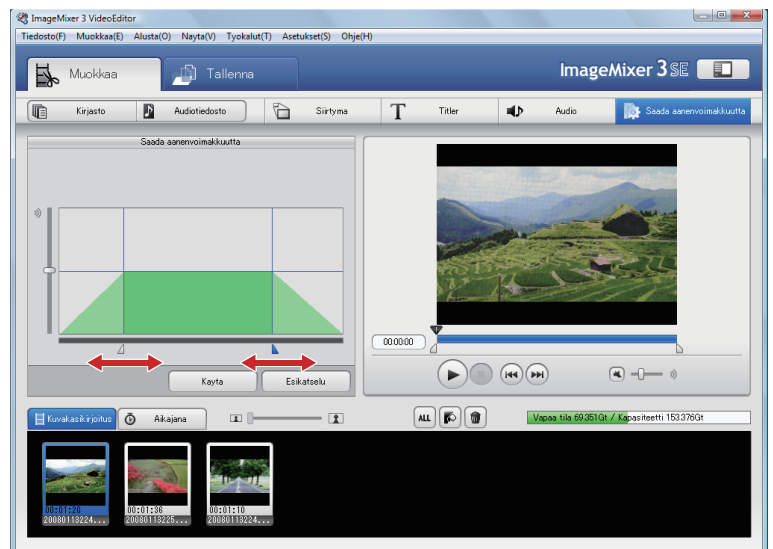 ImageMixer 3 VideoEditor
Tiedosto(F) Muokkaa(E) Alusta(O) Nayta(V) Tyokalut(T) Asetukset(S) Ohje(H)
Muokkaa Tallenna ImageMixer 3 SE
Kirjasto Audiotiedosto Siirtyma T Titler Audio Saada aanenvoimakkuutta
Saada aanenvoimakkuutta
00:00:00
Kayta Esikatselu
Kuvakasikirjoitus Aikajana ALL Vapaa tila 69.351Gt / Kapasiteetti 153.376Gt
00:01:20 00:01:36 00:01:10
20080113224... 20080113225... 20080113224...